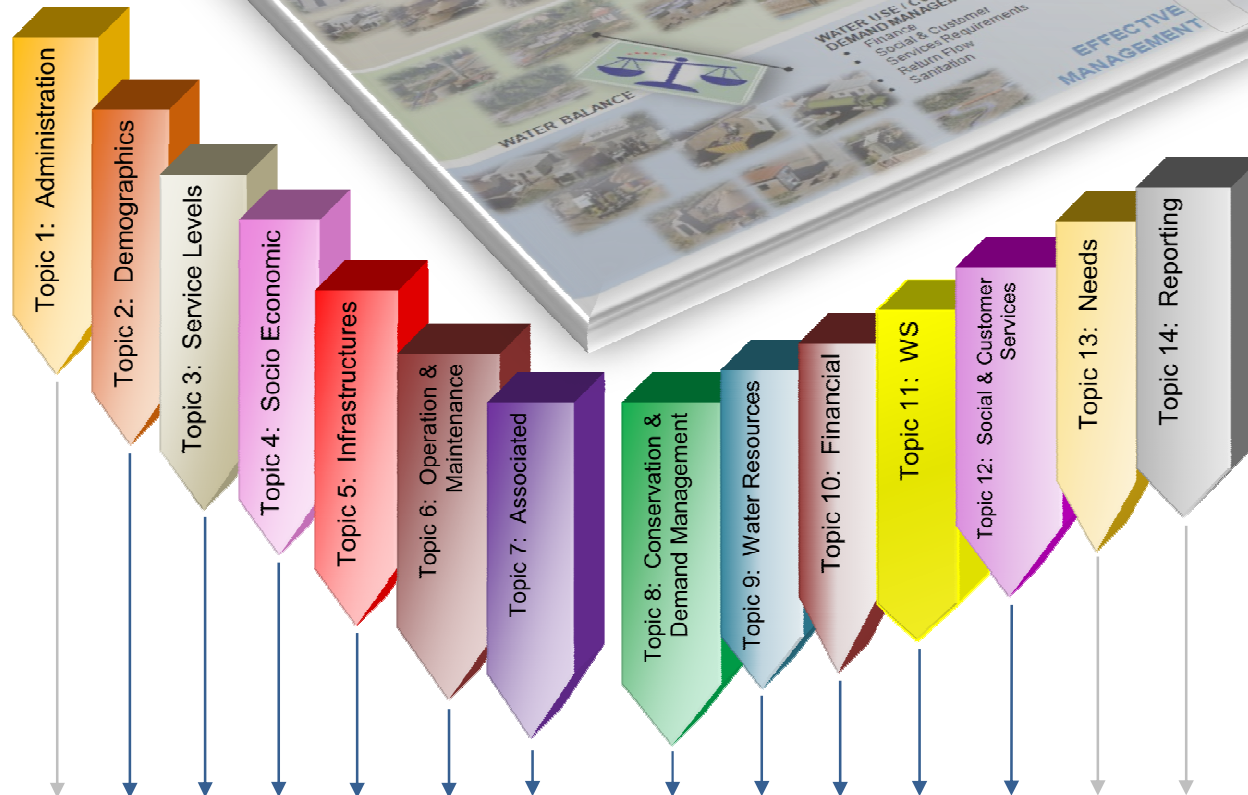 WATER USE /
DEMAND MANAGEM
Finance
Social & Customer
Services Requirements
Return Flow
Sanitation
EFFECTIVE
MANAGEMENT
WATER BALANCE
Topic 1: Administration
Topic 2: Demographics
Topic 3: Service Levels
Topic 4: Socio Economic
Topic 5: Infrastructures
Topic 6: Operation &
Maintenance
Topic 7: Associated
Topic 8: Conservation &
Demand Management
Topic 9: Water Resources
Topic 10: Financial
Topic 11: WS
Topic 12: Social & Customer
Services
Topic 13: Needs
Topic 14: Reporting